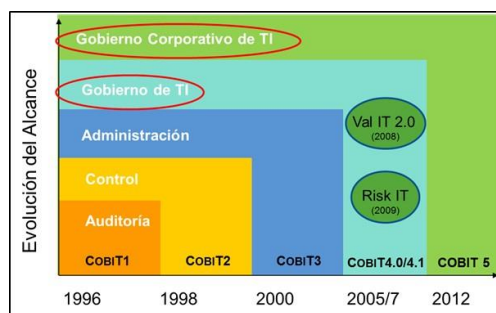 Evolución del Alcance
Gobierno Corporativo de TI
Gobierno de TI
Administración
Control
Auditoría
Val IT 2.0
(2008)
Risk IT
(2009)
COBIT1
COBIT2
COBIT3
COBIT4.0/4.1
COBIT 5
1996
1998
2000
2005/7
2012